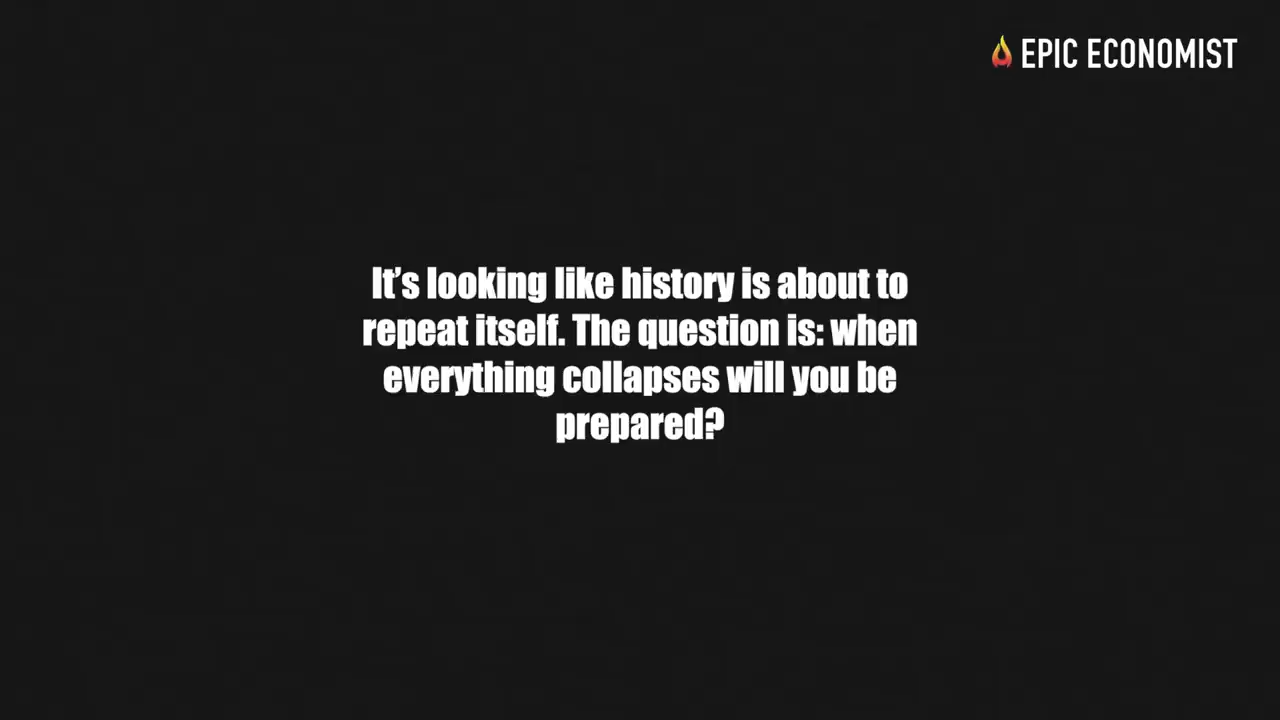 EPIC ECONOMIST
It’s looking like history is about to
repeat itself. The question is: when
everything collapses will you be
prepared?